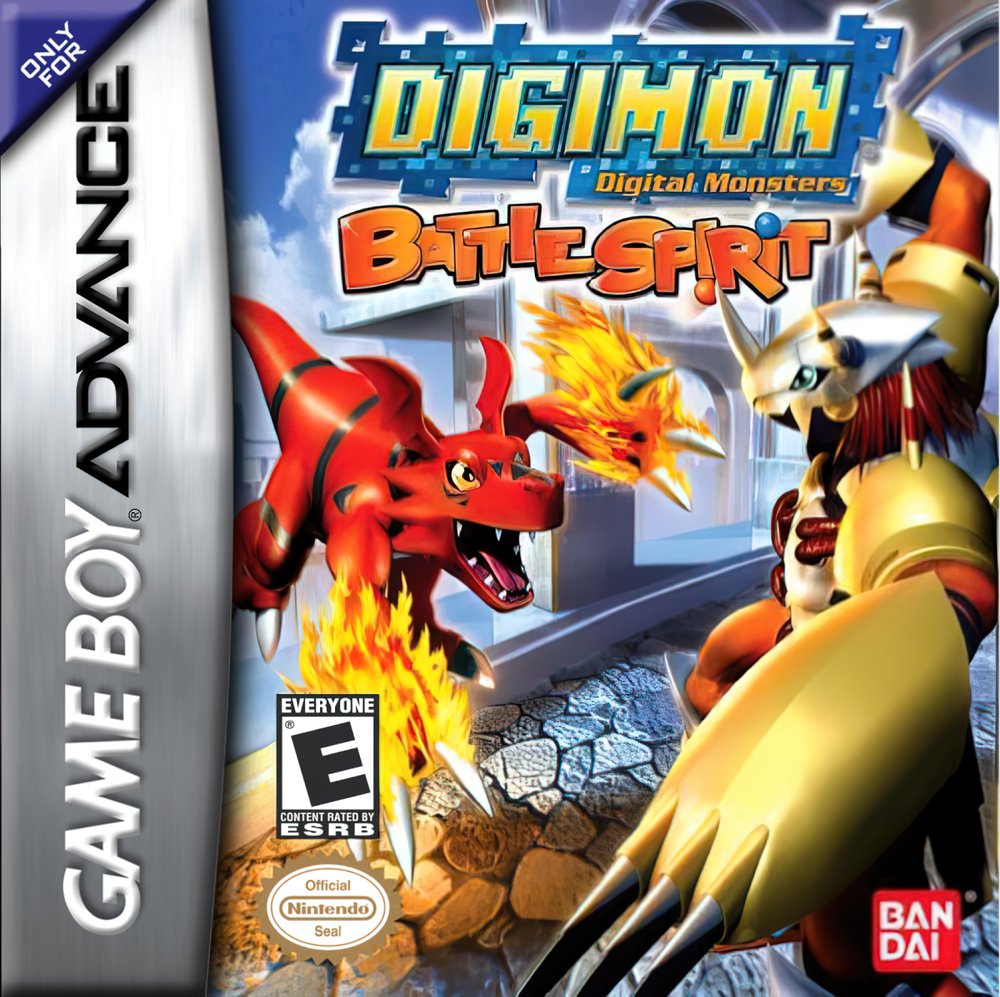 ONLY
FOR
GAME BOY ADVANCE
®
DIGIMON
®
Digital Monsters
BATTLE SPIRIT
EVERYONE
®
E
CONTENT RATED BY
ESRB
Official
Nintendo
Seal
BAN
DAI
®